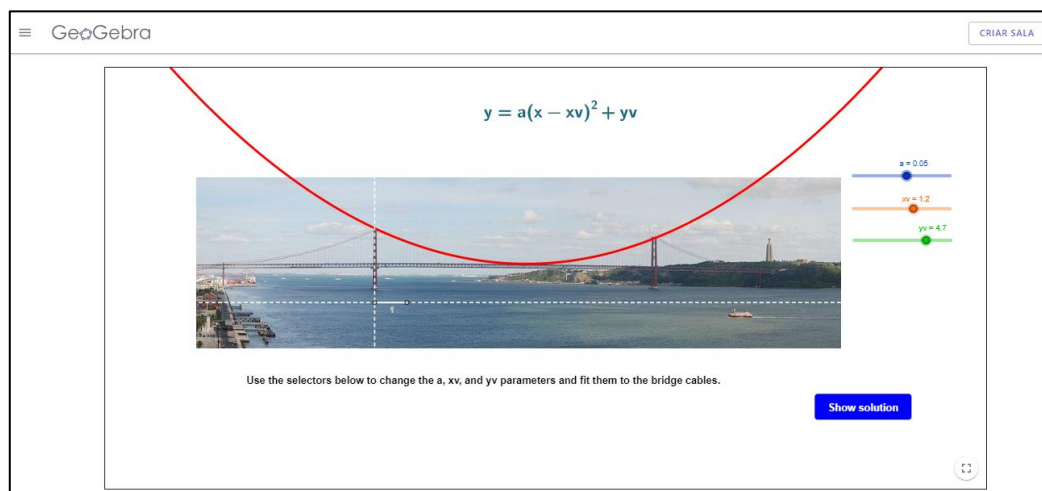 GeoGebra
CRIAR SALA
y = a(x − xv)² + yv
a = 0.05
xv = 1.2
yv = 4.7
1
Use the selectors below to change the a, xv, and yv parameters and fit them to the bridge cables.
Show solution